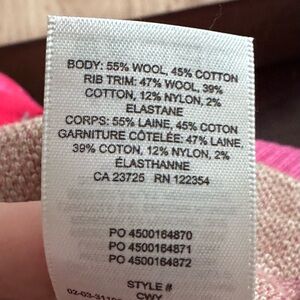 BODY: 55% WOOL, 45% COTTON
RIB TRIM: 47% WOOL, 39%
COTTON, 12% NYLON, 2%
ELASTANE
CORPS: 55% LAINE, 45% COTON
GARNITURE CÔTELÉE: 47% LAINE,
39% COTON, 12% NYLON, 2%
ÉLASTHANNE
CA 23725 RN 122354
PO 4500164870
PO 4500164871
PO 4500164872
STYLE #
CWY